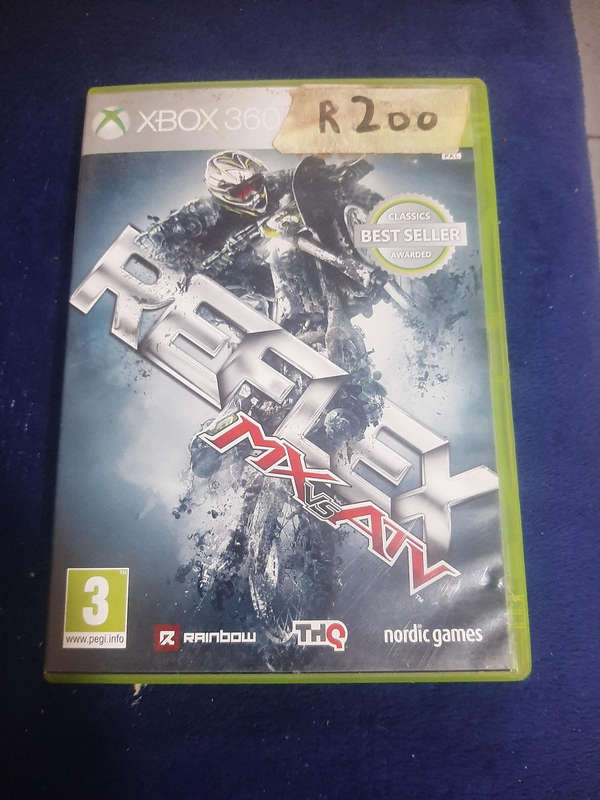 XBOX 360
R200
PAL
CLASSICS
BEST SELLER
AWARDED
REFLEX
MX vs ATV
™
3
www.pegi.info
RAINBOW
THQ
nordic games